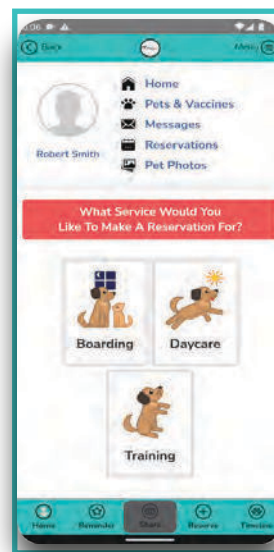 Back
Menu
Home
Pets & Vaccines
Messages
Reservations
Pet Photos
Robert Smith
What Service Would You
Like To Make A Reservation For?
Boarding
Daycare
Training
Home
Reminder
Share
Reserve
Timeline